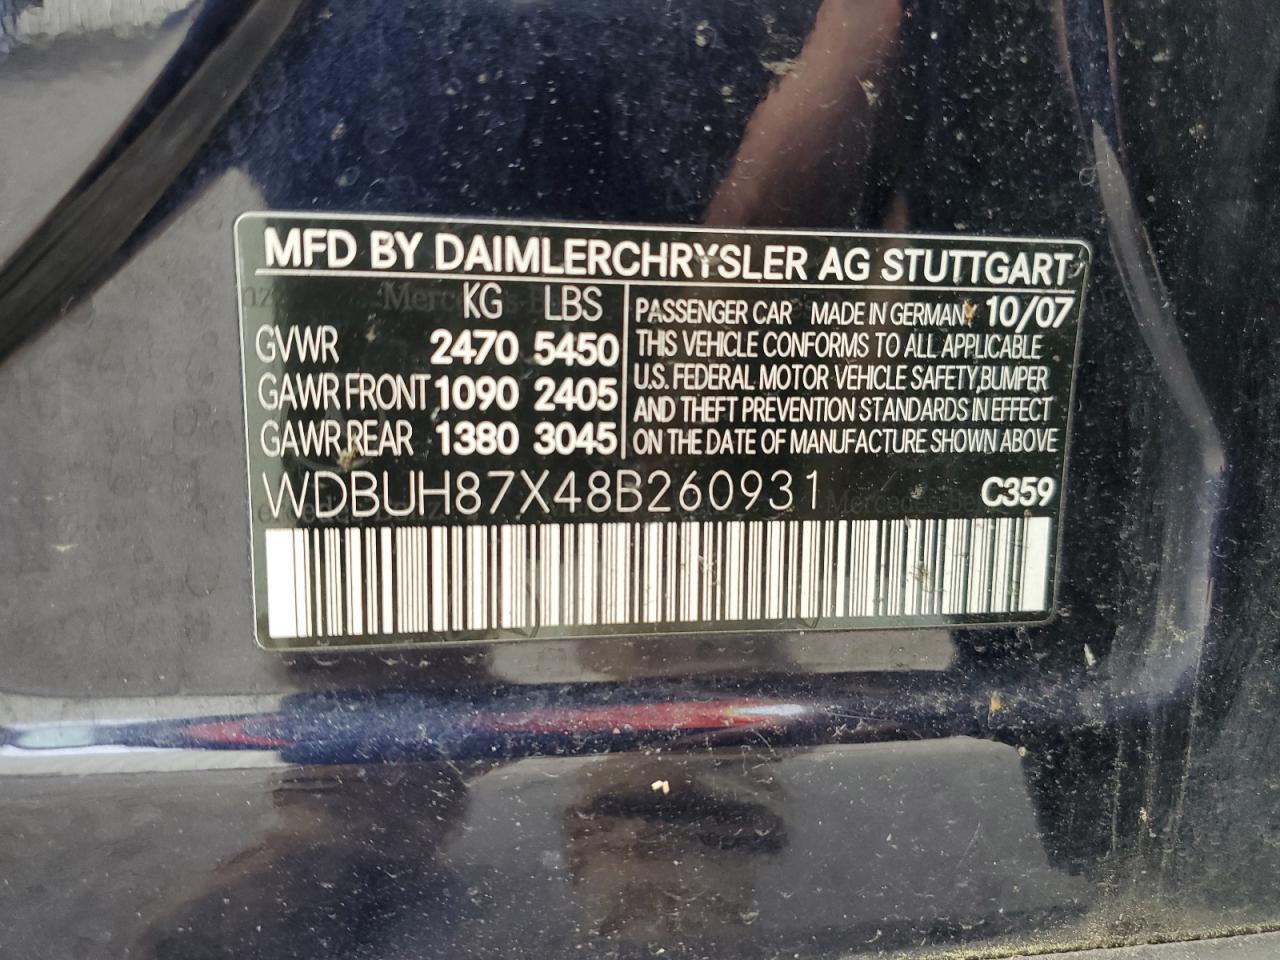 MFD BY DAIMLERCHRYSLER AG STUTTGART
KG LBS
GVWR 2470 5450
GAWR FRONT 1090 2405
GAWR REAR 1380 3045
PASSENGER CAR MADE IN GERMANY 10/07
THIS VEHICLE CONFORMS TO ALL APPLICABLE
U.S. FEDERAL MOTOR VEHICLE SAFETY, BUMPER
AND THEFT PREVENTION STANDARDS IN EFFECT
ON THE DATE OF MANUFACTURE SHOWN ABOVE
WDBUH87X48B260931 C359